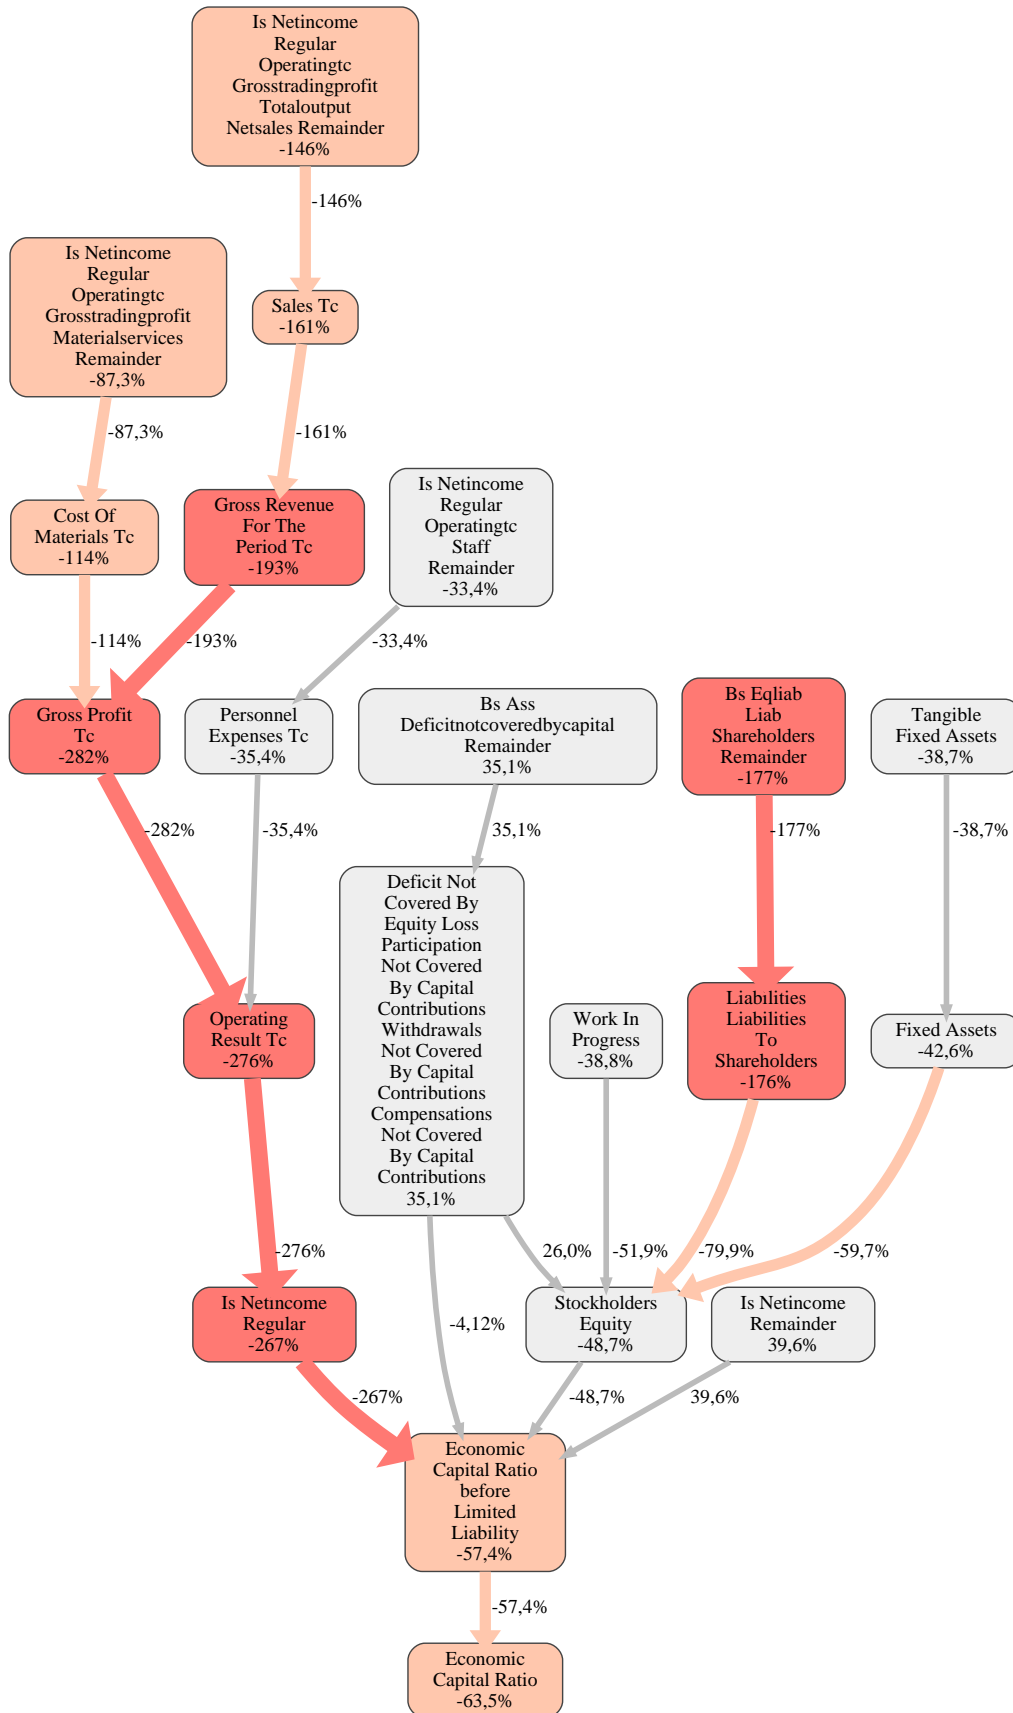 Is Netincome
Regular
Operatingtc
Grosstradingprofit
Totaloutput
Netsales Remainder
-146%
-146%
Is Netincome
Regular
Operatingtc
Grosstradingprofit
Materialservices
Remainder
-87,3%
Sales Tc
-161%
-87,3%
-161%
Cost Of
Materials Tc
-114%
Gross Revenue
For The
Period Tc
-193%
Is Netincome
Regular
Operatingtc
Staff
Remainder
-33,4%
-114%
-193%
-33,4%
Gross Profit
Tc
-282%
Personnel
Expenses Tc
-35,4%
Bs Ass
Deficitnotcoveredbycapital
Remainder
35,1%
Bs Eqliab
Liab
Shareholders
Remainder
-177%
Tangible
Fixed Assets
-38,7%
-282%
-35,4%
35,1%
-177%
-38,7%
Deficit Not
Covered By
Equity Loss
Participation
Not Covered
By Capital
Contributions
Withdrawals
Not Covered
By Capital
Contributions
Compensations
Not Covered
By Capital
Contributions
35,1%
Operating
Result Tc
-276%
Work In
Progress
-38,8%
Liabilities
Liabilities
To
Shareholders
-176%
Fixed Assets
-42,6%
-276%
26,0%
-51,9%
-79,9%
-59,7%
Is Netincome
Regular
-267%
-4,12%
Stockholders
Equity
-48,7%
Is Netincome
Remainder
39,6%
-267%
-48,7%
39,6%
Economic
Capital Ratio
before
Limited
Liability
-57,4%
-57,4%
Economic
Capital Ratio
-63,5%